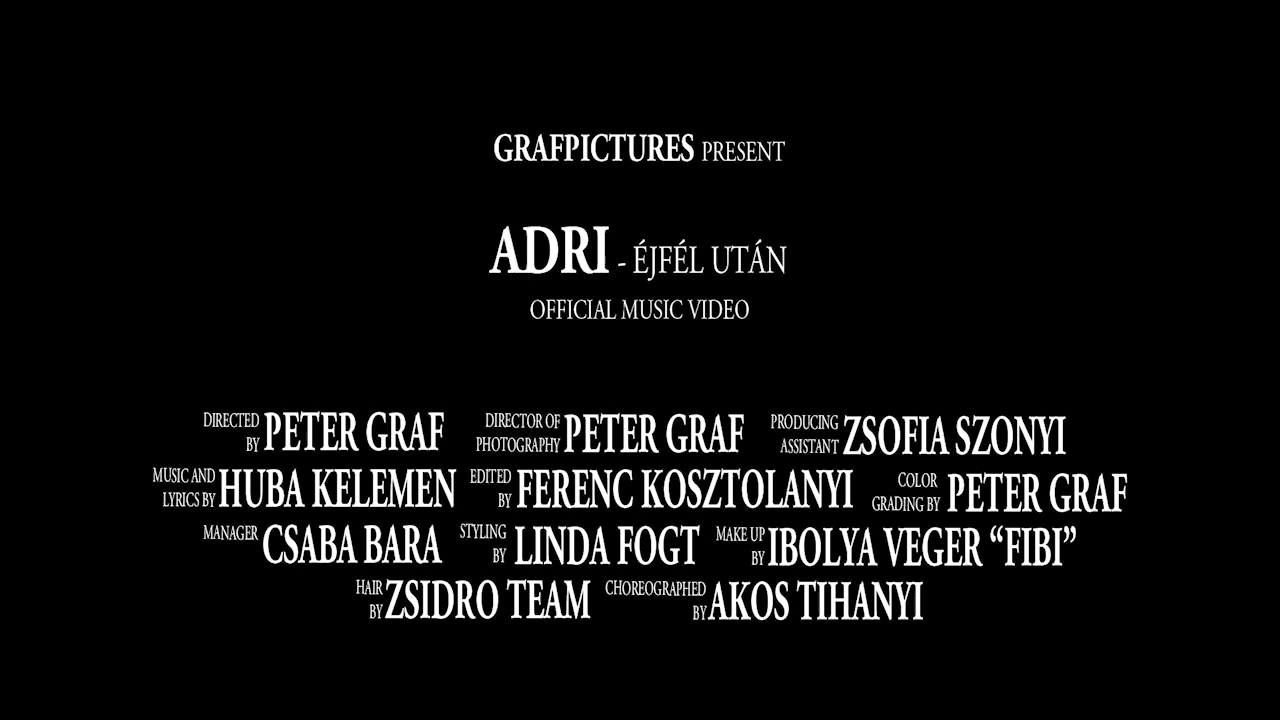 GRAFPICTURES PRESENT
ADRI - ÉJFÉL UTÁN
OFFICIAL MUSIC VIDEO
DIRECTED BY PETER GRAF DIRECTOR OF PHOTOGRAPHY PETER GRAF PRODUCING ASSISTANT ZSOFIA SZONYI
MUSIC AND LYRICS BY HUBA KELEMEN EDITED BY FERENC KOSZTOLANYI COLOR GRADING BY PETER GRAF
MANAGER CSABA BARA STYLING BY LINDA FOGT MAKE UP BY IBOLYA VEGER “FIBI”
HAIR BY ZSIDRO TEAM CHOREOGRAPHED BY AKOS TIHANYI